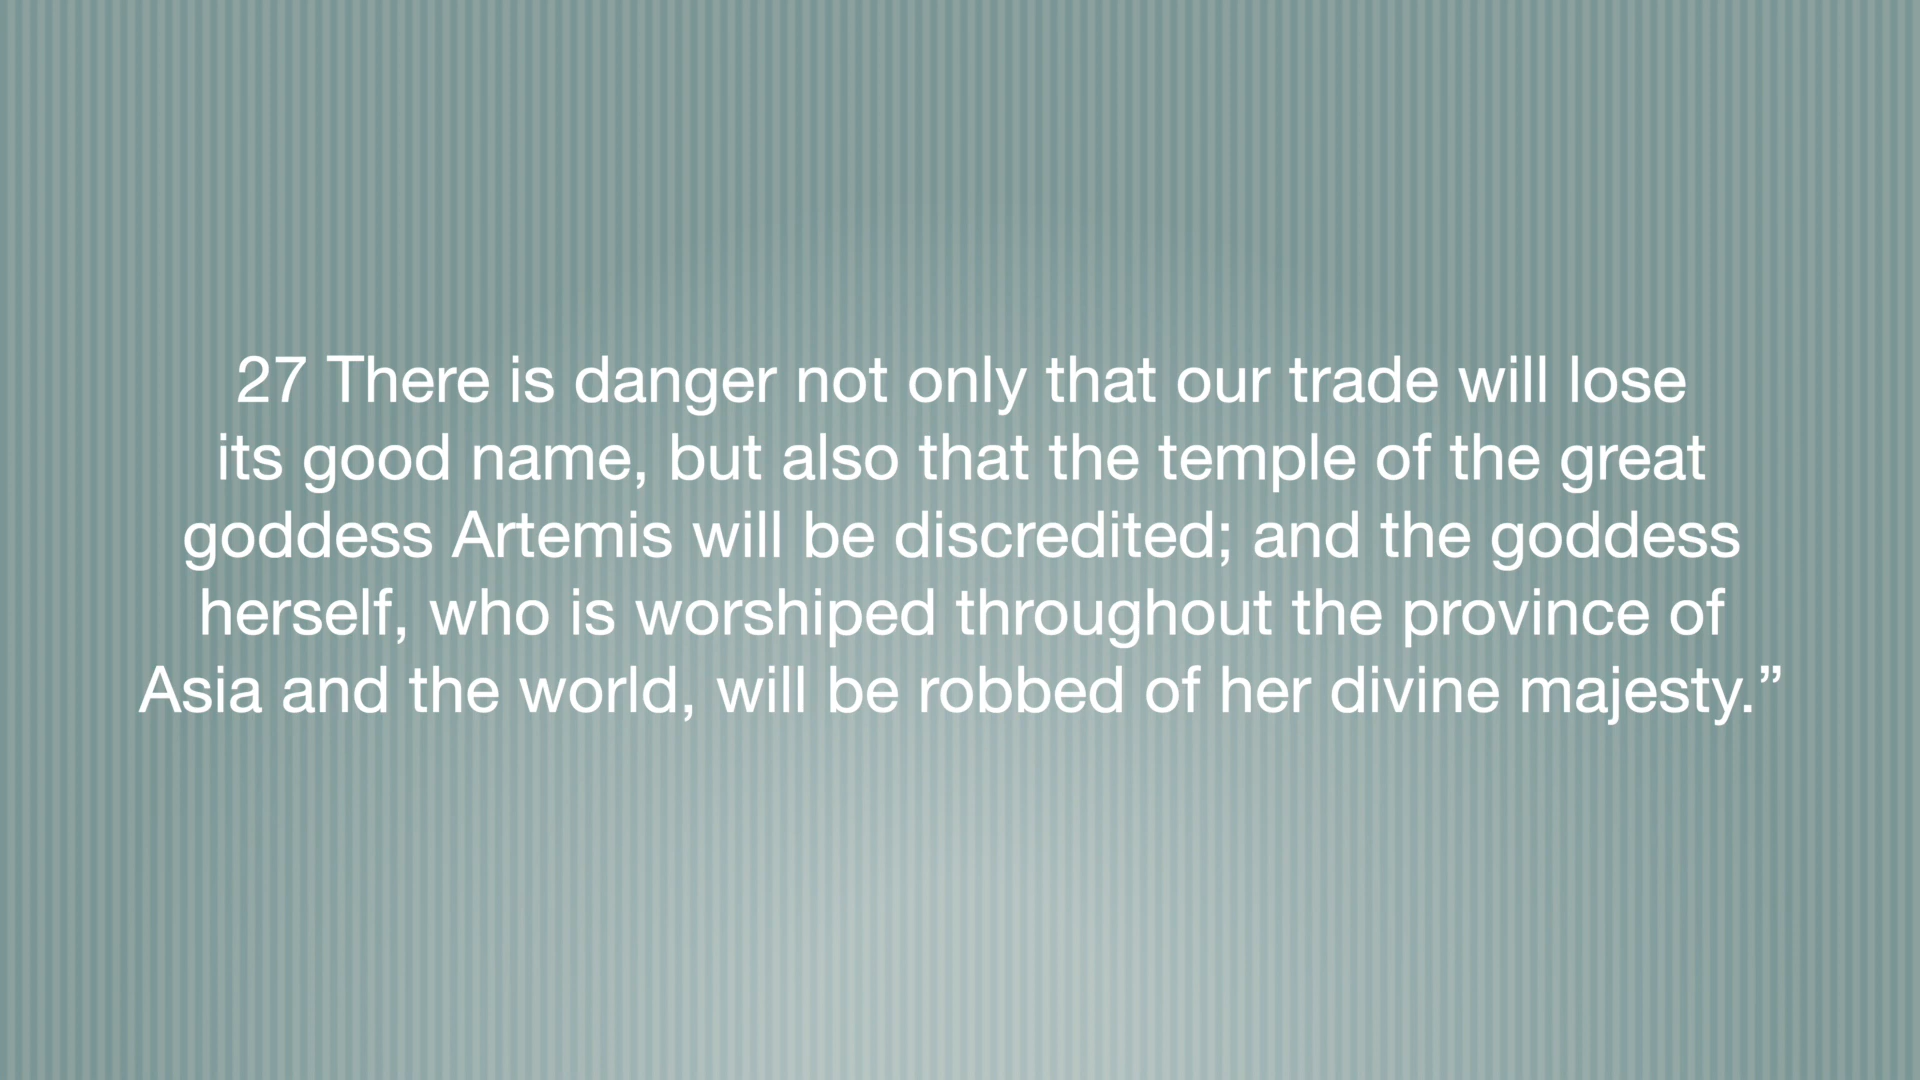 27 There is danger not only that our trade will lose
its good name, but also that the temple of the great
goddess Artemis will be discredited; and the goddess
herself, who is worshiped throughout the province of
Asia and the world, will be robbed of her divine majesty.”